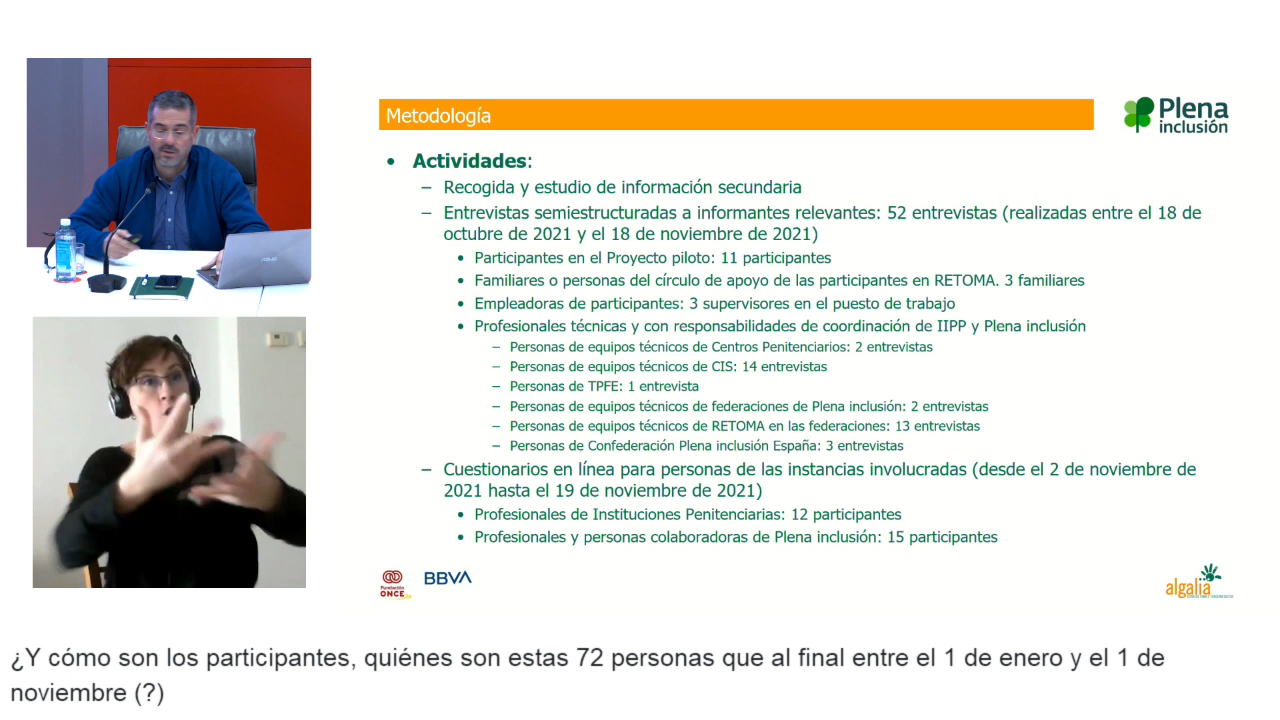 Metodología
Plena
inclusión
• Actividades:
– Recogida y estudio de información secundaria
– Entrevistas semiestructuradas a informantes relevantes: 52 entrevistas (realizadas entre el 18 de
octubre de 2021 y el 18 de noviembre de 2021)
• Participantes en el Proyecto piloto: 11 participantes
• Familiares o personas del círculo de apoyo de las participantes en RETOMA. 3 familiares
• Empleadoras de participantes: 3 supervisores en el puesto de trabajo
• Profesionales técnicas y con responsabilidades de coordinación de IIPP y Plena inclusión
– Personas de equipos técnicos de Centros Penitenciarios: 2 entrevistas
– Personas de equipos técnicos de CIS: 14 entrevistas
– Personas de TPFE: 1 entrevista
– Personas de equipos técnicos de federaciones de Plena inclusión: 2 entrevistas
– Personas de equipos técnicos de RETOMA en las federaciones: 13 entrevistas
– Personas de Confederación Plena inclusión España: 3 entrevistas
– Cuestionarios en línea para personas de las instancias involucradas (desde el 2 de noviembre de
2021 hasta el 19 de noviembre de 2021)
• Profesionales de Instituciones Penitenciarias: 12 participantes
• Profesionales y personas colaboradoras de Plena inclusión: 15 participantes
Fundación
ONCE
BBVA
algalia
¿Y cómo son los participantes, quiénes son estas 72 personas que al final entre el 1 de enero y el 1 de
noviembre (?)